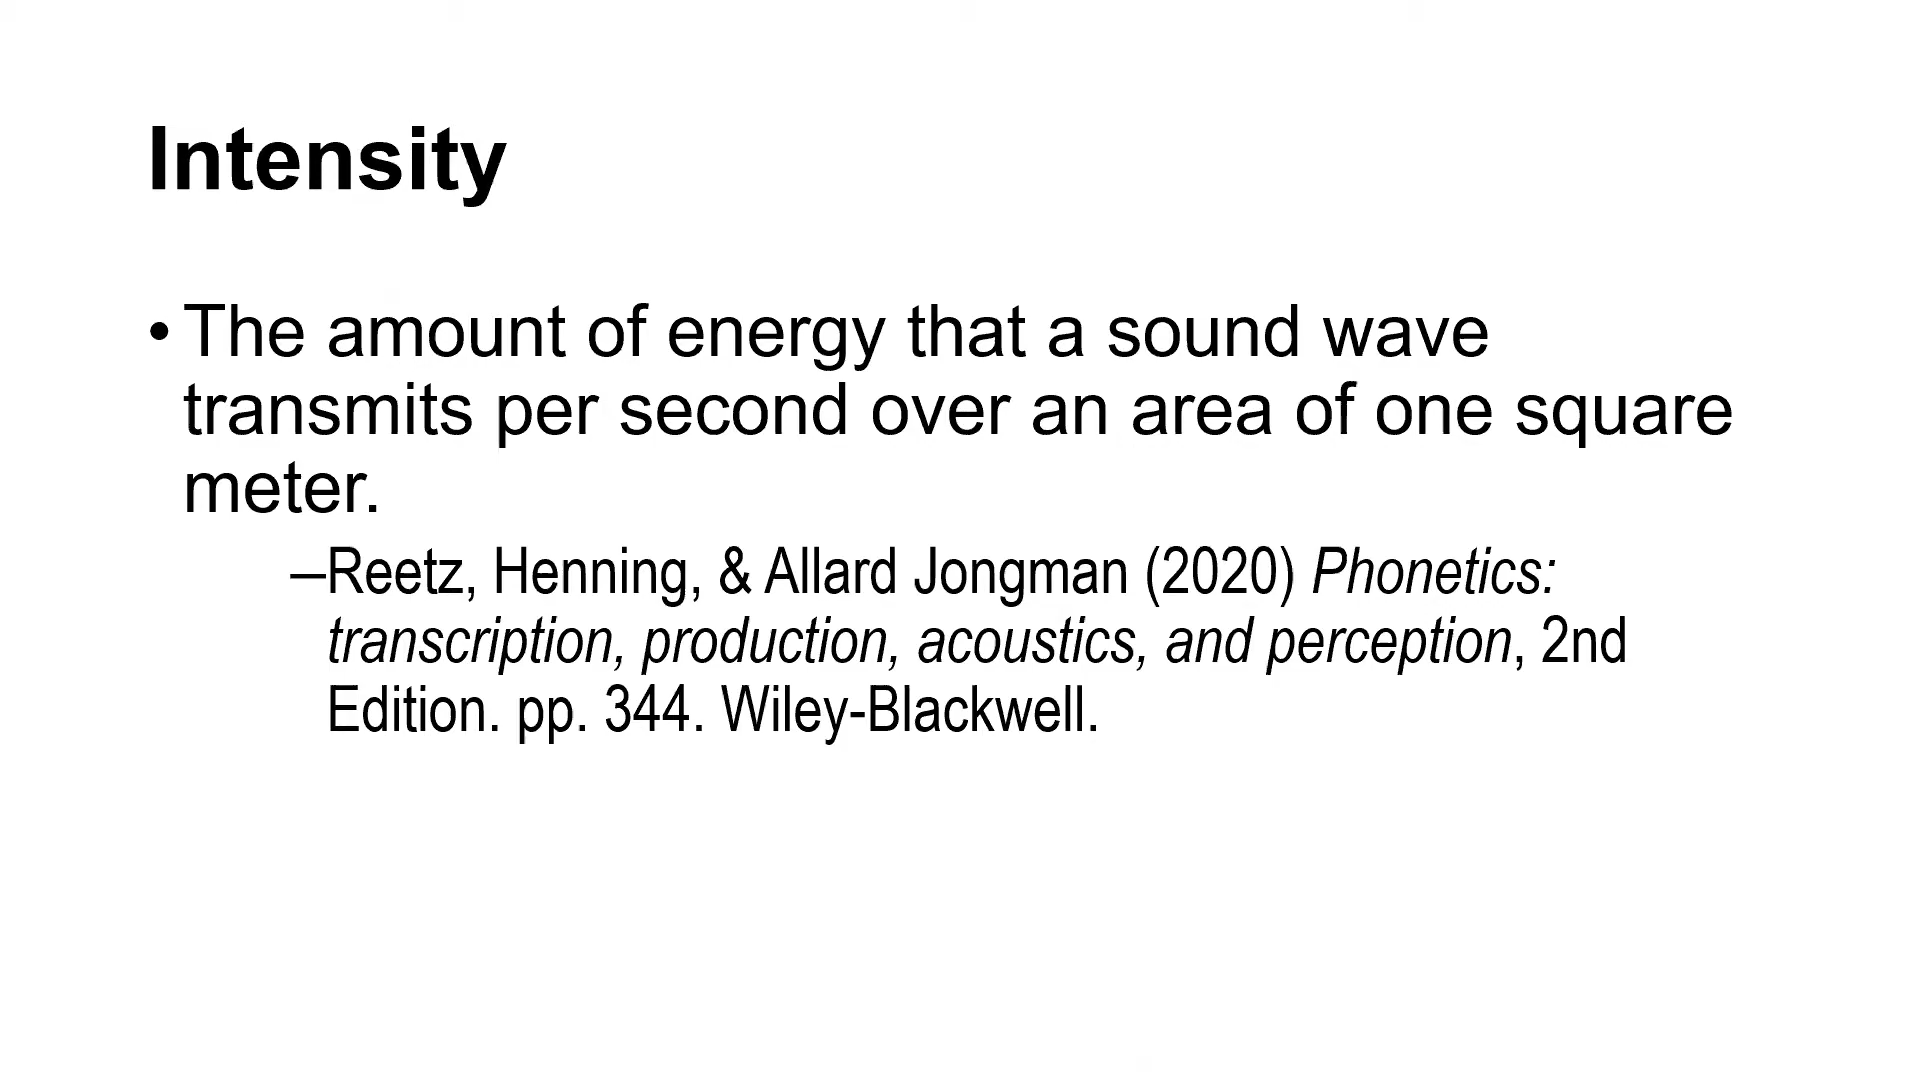 Intensity
• The amount of energy that a sound wave
transmits per second over an area of one square
meter.
–Reetz, Henning, & Allard Jongman (2020) Phonetics:
transcription, production, acoustics, and perception, 2nd
Edition. pp. 344. Wiley-Blackwell.